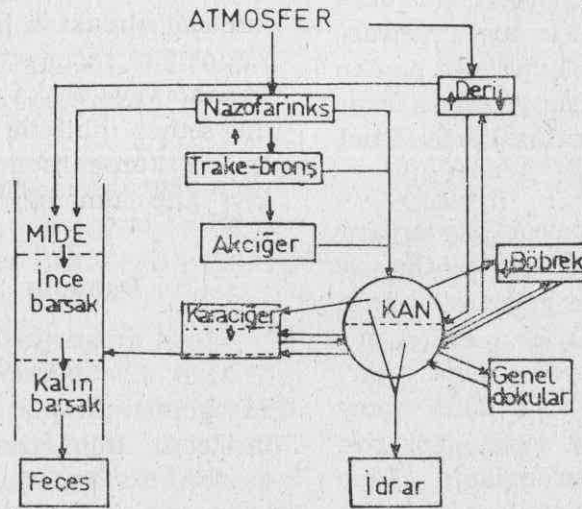 ATMOSFER
Nazofarinks
Deri
Trake-bronş
Akciğer
MİDE
İnce
barsak
Kalın
barsak
Feçes
Karaciğer
KAN
Böbrek
Genel
dokular
İdrar